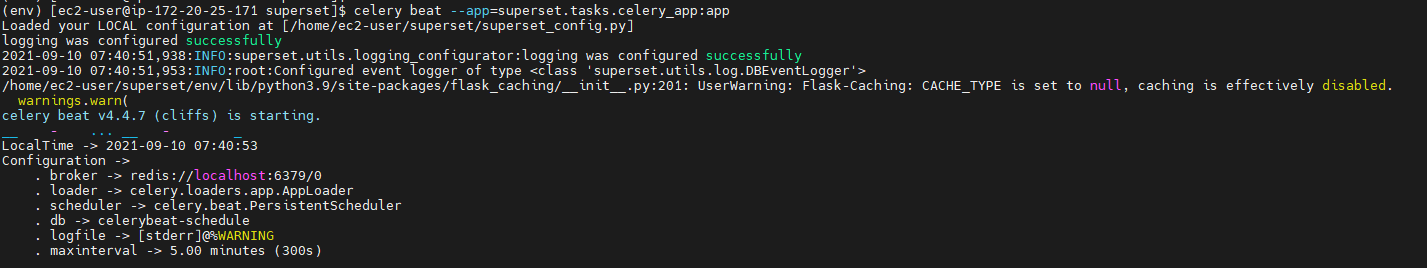 (env) [ec2-user@ip-172-20-25-171 superset]$ celery beat --app=superset.tasks.celery_app:app
Loaded your LOCAL configuration at [/home/ec2-user/superset/superset_config.py]
logging was configured successfully
2021-09-10 07:40:51,938:INFO:superset.utils.logging_configurator:logging was configured successfully
2021-09-10 07:40:51,953:INFO:root:Configured event logger of type <class 'superset.utils.log.DBEventLogger'>
/home/ec2-user/superset/env/lib/python3.9/site-packages/flask_caching/__init__.py:201: UserWarning: Flask-Caching: CACHE_TYPE is set to null, caching is effectively disabled.
  warnings.warn(
celery beat v4.4.7 (cliffs) is starting.
__    -    ... __   -        _
LocalTime -> 2021-09-10 07:40:53
Configuration ->
    . broker -> redis://localhost:6379/0
    . loader -> celery.loaders.app.AppLoader
    . scheduler -> celery.beat.PersistentScheduler
    . db -> celerybeat-schedule
    . logfile -> [stderr]@%WARNING
    . maxinterval -> 5.00 minutes (300s)